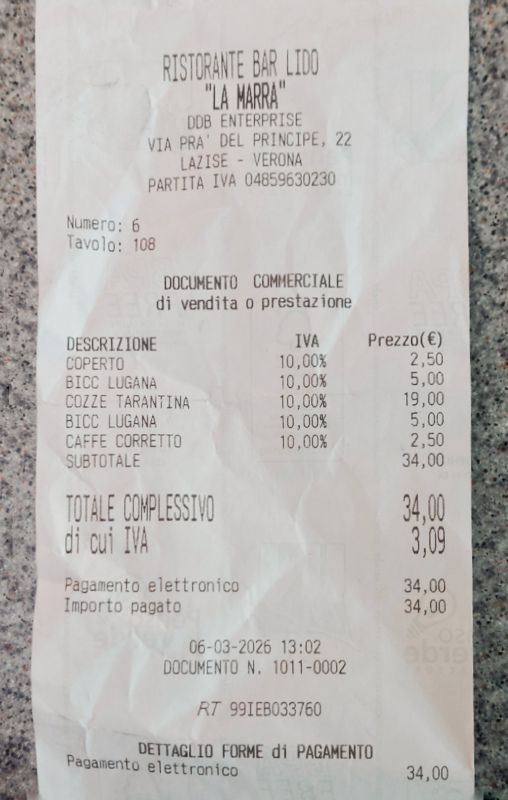 RISTORANTE BAR LIDO
"LA MARRA"
DDB ENTERPRISE
VIA PRA' DEL PRINCIPE, 22
LAZISE - VERONA
PARTITA IVA 04859630230
Numero: 6
Tavolo: 108
DOCUMENTO COMMERCIALE
di vendita o prestazione
DESCRIZIONE IVA Prezzo(€)
COPERTO 10,00% 2,50
BICC LUGANA 10,00% 5,00
COZZE TARANTINA 10,00% 19,00
BICC LUGANA 10,00% 5,00
CAFFE CORRETTO 10,00% 2,50
SUBTOTALE 34,00
TOTALE COMPLESSIVO 34,00
di cui IVA 3,09
Pagamento elettronico 34,00
Importo pagato 34,00
06-03-2026 13:02
DOCUMENTO N. 1011-0002
RT 99IEB033760
DETTAGLIO FORME di PAGAMENTO
Pagamento elettronico 34,00